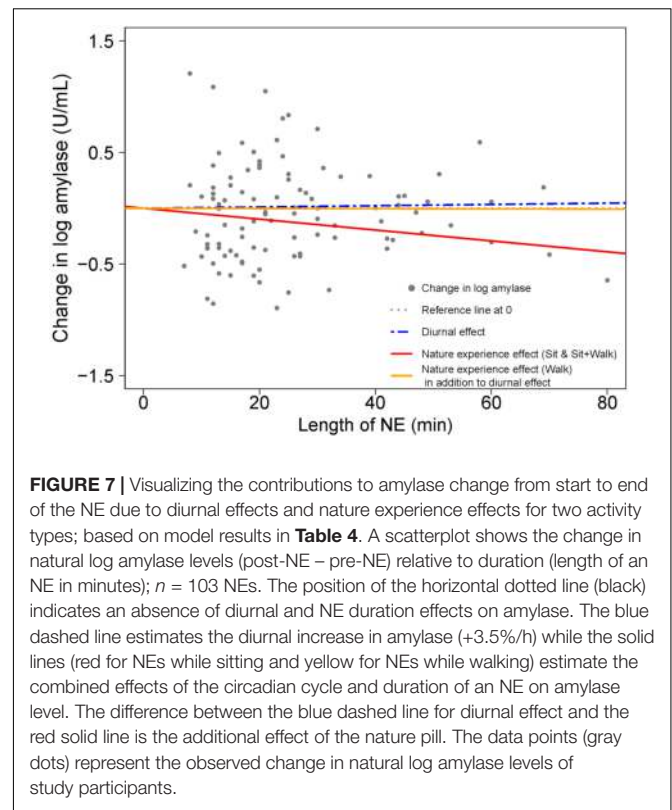 1.5
0.5
−0.5
−1.5
Change in log amylase (U/mL)
Change in log amylase
Reference line at 0
Diurnal effect
Nature experience effect (Sit & Sit+Walk)
Nature experience effect (Walk)
in addition to diurnal effect
0 20 40 60 80
Length of NE (min)
FIGURE 7 | Visualizing the contributions to amylase change from start to end
of the NE due to diurnal effects and nature experience effects for two activity
types; based on model results in Table 4. A scatterplot shows the change in
natural log amylase levels (post-NE – pre-NE) relative to duration (length of an
NE in minutes); n = 103 NEs. The position of the horizontal dotted line (black)
indicates an absence of diurnal and NE duration effects on amylase. The blue
dashed line estimates the diurnal increase in amylase (+3.5%/h) while the solid
lines (red for NEs while sitting and yellow for NEs while walking) estimate the
combined effects of the circadian cycle and duration of an NE on amylase
level. The difference between the blue dashed line for diurnal effect and the
red solid line is the additional effect of the nature pill. The data points (gray
dots) represent the observed change in natural log amylase levels of
study participants.